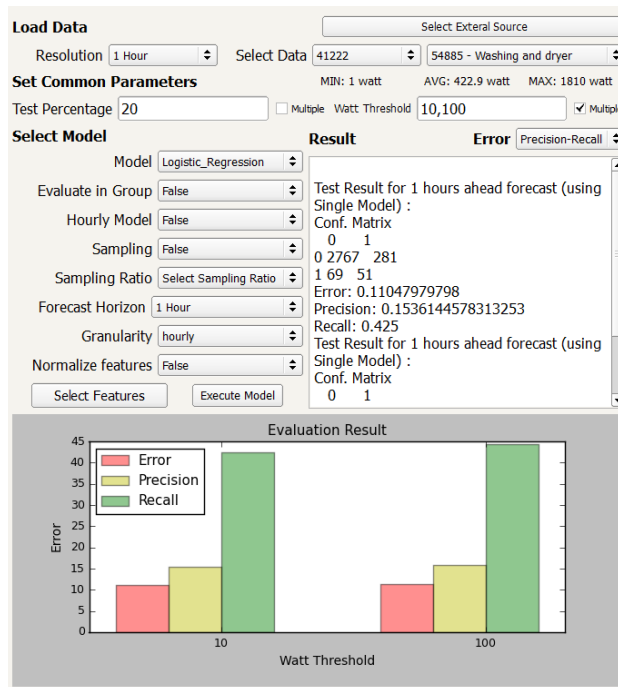 Load Data
Select Exteral Source
Resolution 1 Hour Select Data 41222 54885 - Washing and dryer
Set Common Parameters MIN: 1 watt AVG: 422.9 watt MAX: 1810 watt
Test Percentage 20 Multiple Watt Threshold 10,100 Multiple
Select Model
Result Error Precision-Recall
Model Logistic_Regression
Evaluate in Group False
Hourly Model False
Sampling False
Sampling Ratio Select Sampling Ratio
Forecast Horizon 1 Hour
Granularity hourly
Normalize features False
Select Features Execute Model
Test Result for 1 hours ahead forecast (using
Single Model) :
Conf. Matrix
0 1
0 2767 281
1 69 51
Error: 0.11047979798
Precision: 0.1536144578313253
Recall: 0.425
Test Result for 1 hours ahead forecast (using
Single Model) :
Conf. Matrix
0 1
Evaluation Result
Error
Precision
Recall
45
40
35
30
25
20
15
10
5
0
Error
10 100
Watt Threshold